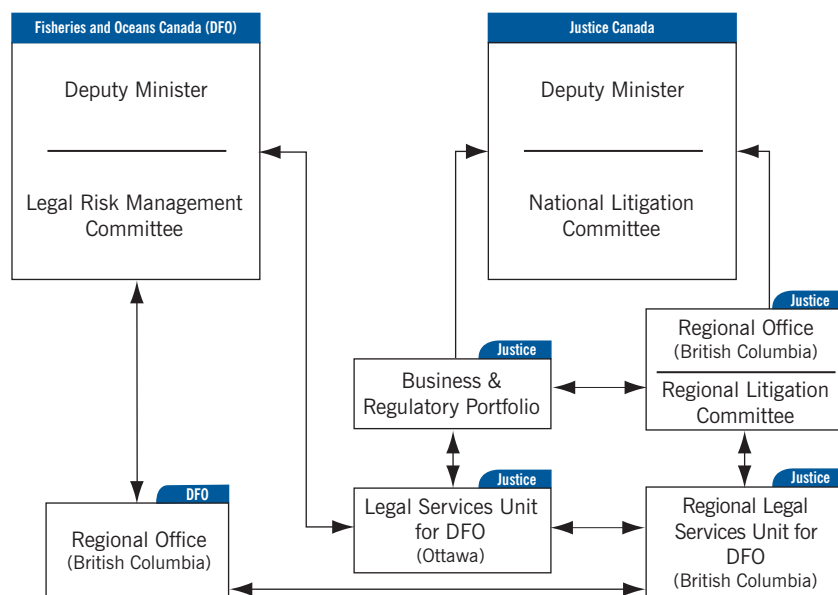 Fisheries and Oceans Canada (DFO)
Deputy Minister
Legal Risk Management
Committee
Justice Canada
Deputy Minister
National Litigation
Committee
Justice
Regional Office
(British Columbia)
Regional Litigation
Committee
Justice
Business &
Regulatory Portfolio
DFO
Regional Office
(British Columbia)
Justice
Legal Services Unit
for DFO
(Ottawa)
Justice
Regional Legal
Services Unit for
DFO
(British Columbia)